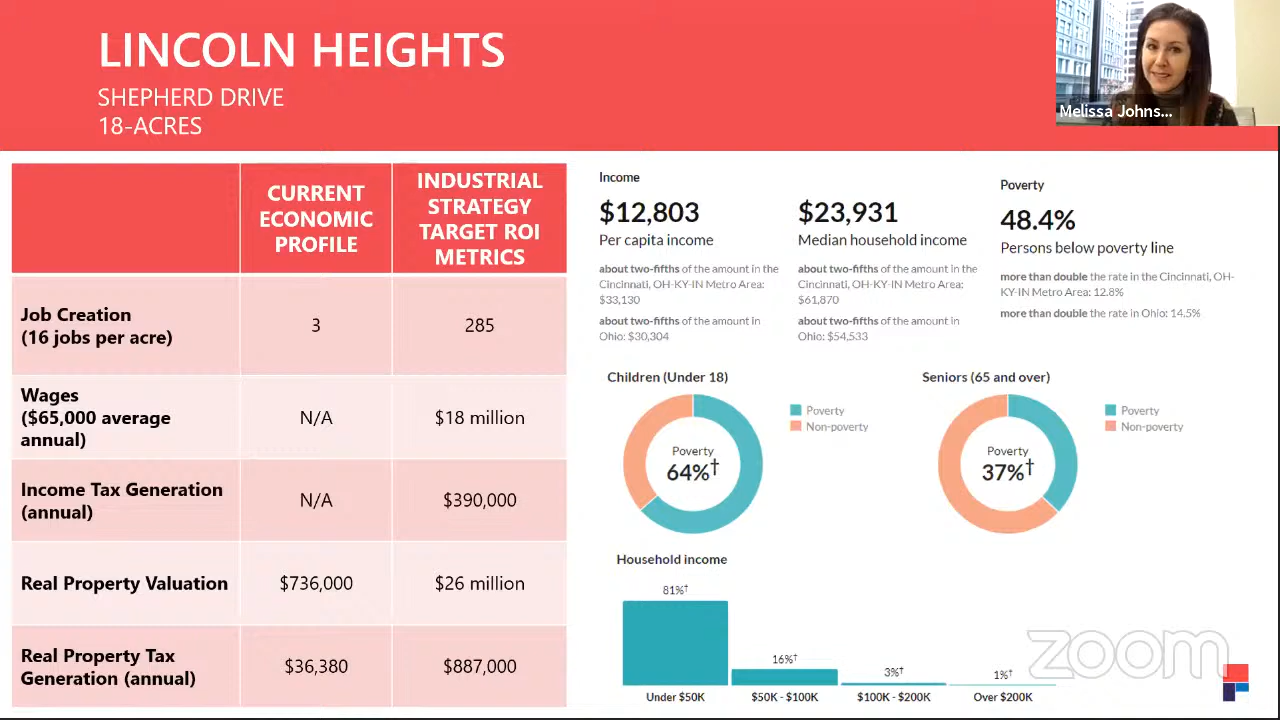 LINCOLN HEIGHTS
SHEPHERD DRIVE
18-ACRES
Melissa Johns...
CURRENT
ECONOMIC
PROFILE
INDUSTRIAL
STRATEGY
TARGET ROI
METRICS
Job Creation
(16 jobs per acre)
3
285
Wages
($65,000 average
annual)
N/A
$18 million
Income Tax Generation
(annual)
N/A
$390,000
Real Property Valuation
$736,000
$26 million
Real Property Tax
Generation (annual)
$36,380
$887,000
Income
$12,803
Per capita income
about two-fifths of the amount in the
Cincinnati, OH-KY-IN Metro Area:
$33,130
about two-fifths of the amount in
Ohio: $30,304
$23,931
Median household income
about two-fifths of the amount in the
Cincinnati, OH-KY-IN Metro Area:
$61,870
about two-fifths of the amount in
Ohio: $54,533
Poverty
48.4%
Persons below poverty line
more than double the rate in the Cincinnati, OH-
KY-IN Metro Area: 12.8%
more than double the rate in Ohio: 14.5%
Children (Under 18)
Poverty
64%†
Poverty
Non-poverty
Seniors (65 and over)
Poverty
37%†
Poverty
Non-poverty
Household income
81%†
16%†
3%†
1%†
Under $50K
$50K - $100K
$100K - $200K
Over $200K
zoom